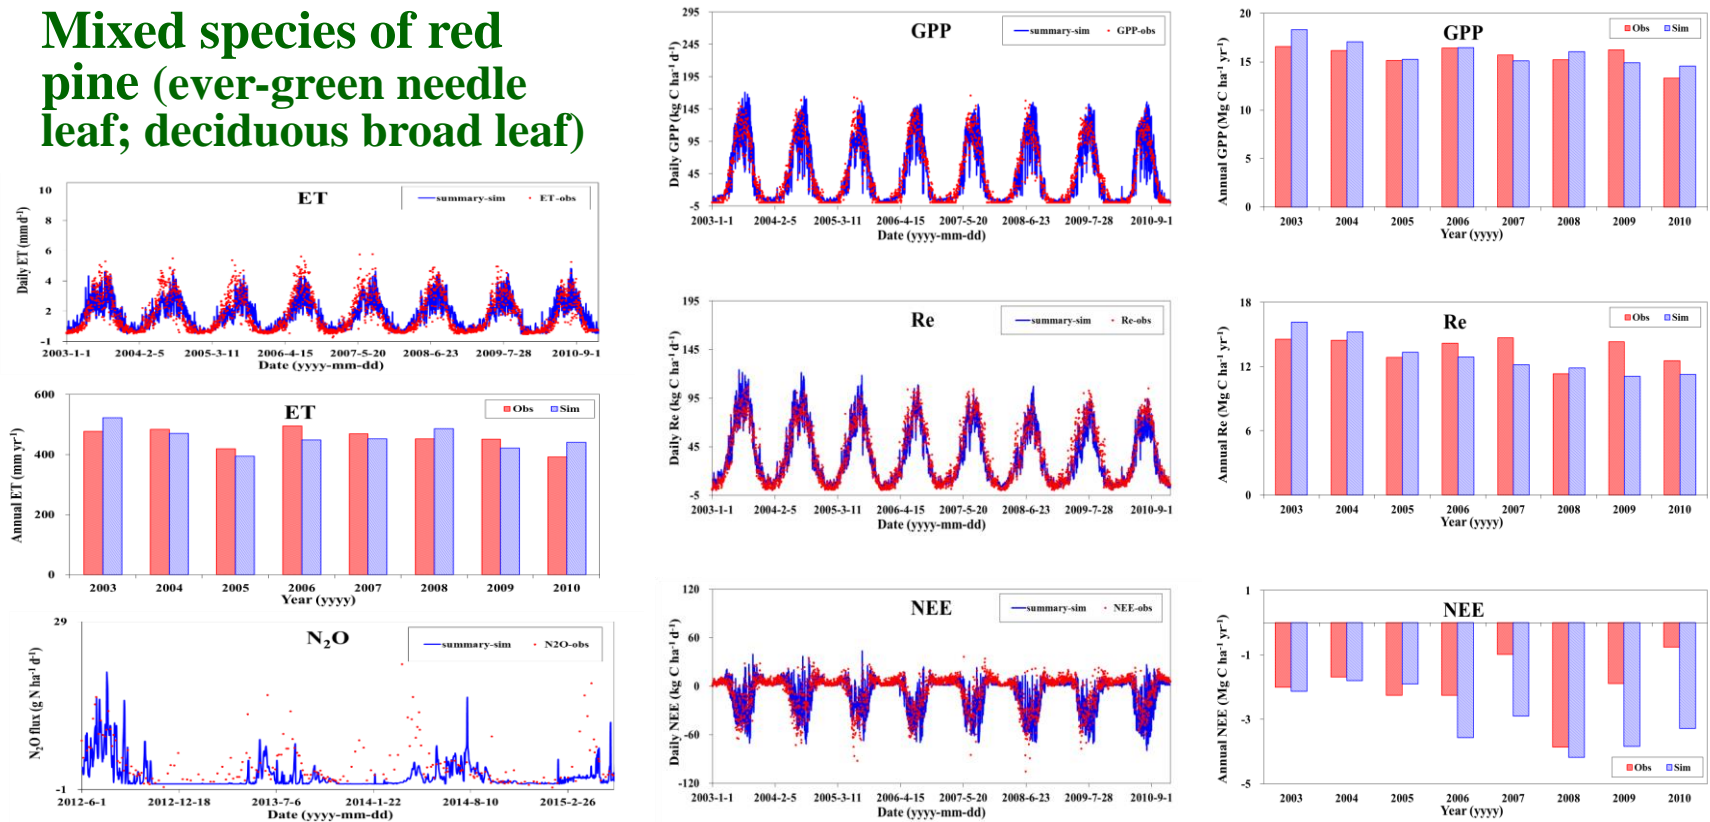 Mixed species of red
pine (ever-green needle
leaf; deciduous broad leaf)
ET
summary-sim ET-obs
Daily ET (mm d-1)
10
8
6
4
2
-1
2003-1-1 2004-2-5 2005-3-11 2006-4-15 2007-5-20 2008-6-23 2009-7-28 2010-9-1
Date (yyyy-mm-dd)
ET
Obs Sim
Annual ET (mm yr-1)
600
400
200
0
2003 2004 2005 2006 2007 2008 2009 2010
Year (yyyy)
N2O
summary-sim N2O-obs
N2O flux (g N ha-1 d-1)
29
-1
2012-6-1 2012-12-18 2013-7-6 2014-1-22 2014-8-10 2015-2-26
Date (yyyy-mm-dd)
GPP
summary-sim GPP-obs
Daily GPP (kg C ha-1 d-1)
295
245
195
145
95
45
-5
2003-1-1 2004-2-5 2005-3-11 2006-4-15 2007-5-20 2008-6-23 2009-7-28 2010-9-1
Date (yyyy-mm-dd)
Re
summary-sim Re-obs
Daily Re (kg C ha-1 d-1)
195
145
95
45
-5
2003-1-1 2004-2-5 2005-3-11 2006-4-15 2007-5-20 2008-6-23 2009-7-28 2010-9-1
Date (yyyy-mm-dd)
NEE
summary-sim NEE-obs
Daily NEE (kg C ha-1 d-1)
120
60
0
-60
-120
2003-1-1 2004-2-5 2005-3-11 2006-4-15 2007-5-20 2008-6-23 2009-7-28 2010-9-1
Date (yyyy-mm-dd)
GPP
Obs Sim
Annual GPP (Mg C ha-1 yr-1)
20
15
10
5
0
2003 2004 2005 2006 2007 2008 2009 2010
Year (yyyy)
Re
Obs Sim
Annual Re (Mg C ha-1 yr-1)
18
12
6
0
2003 2004 2005 2006 2007 2008 2009 2010
Year (yyyy)
NEE
Annual NEE (Mg C ha-1 yr-1)
1
-1
-3
-5
Obs Sim
2003 2004 2005 2006 2007 2008 2009 2010
Year (yyyy)